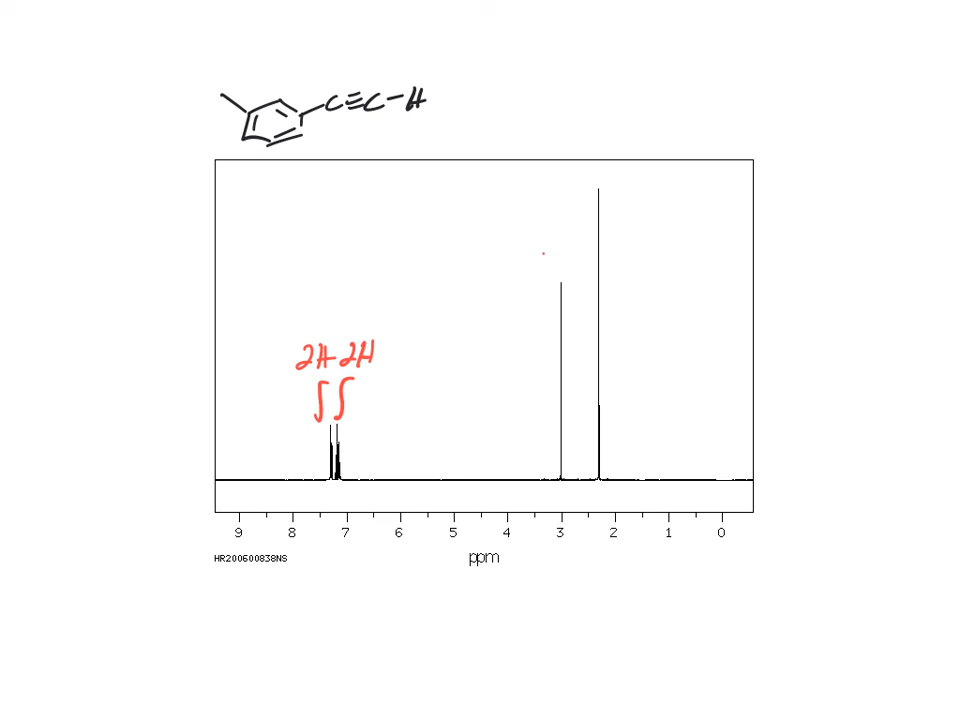 C≡C-H
2H 2H
∫ ∫
9 8 7 6 5 4 3 2 1 0
HR200600838NS
ppm